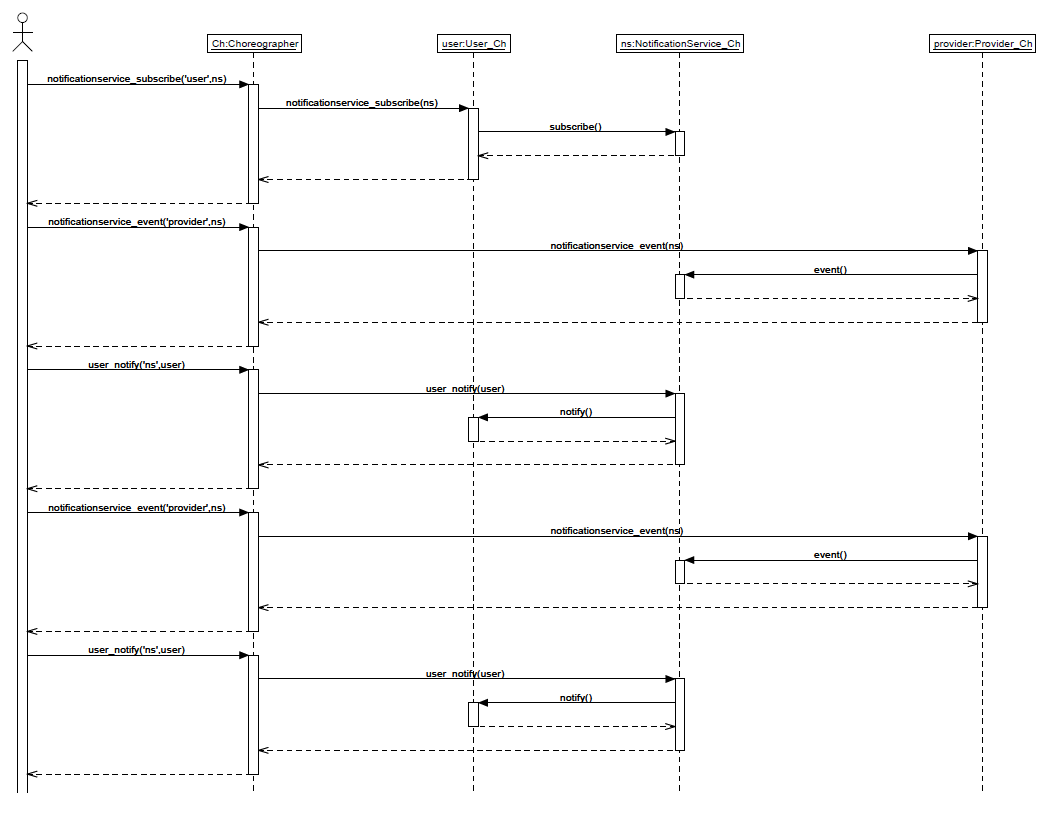 Ch:Choreographer
user:User_Ch
ns:NotificationService_Ch
provider:Provider_Ch
notificationservice_subscribe('user',ns)
notificationservice_subscribe(ns)
subscribe()
notificationservice_event('provider',ns)
notificationservice_event(ns)
event()
user_notify('ns',user)
user_notify(user)
notify()
notificationservice_event('provider',ns)
notificationservice_event(ns)
event()
user_notify('ns',user)
user_notify(user)
notify()